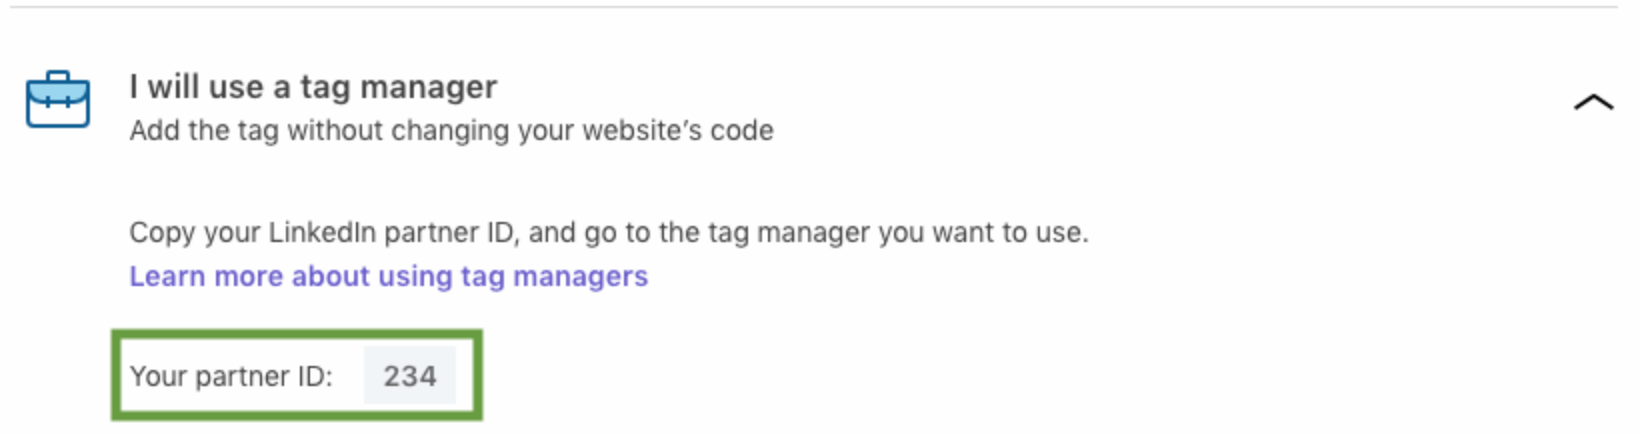 I will use a tag manager
Add the tag without changing your website’s code
Copy your LinkedIn partner ID, and go to the tag manager you want to use.
Learn more about using tag managers
Your partner ID: 234